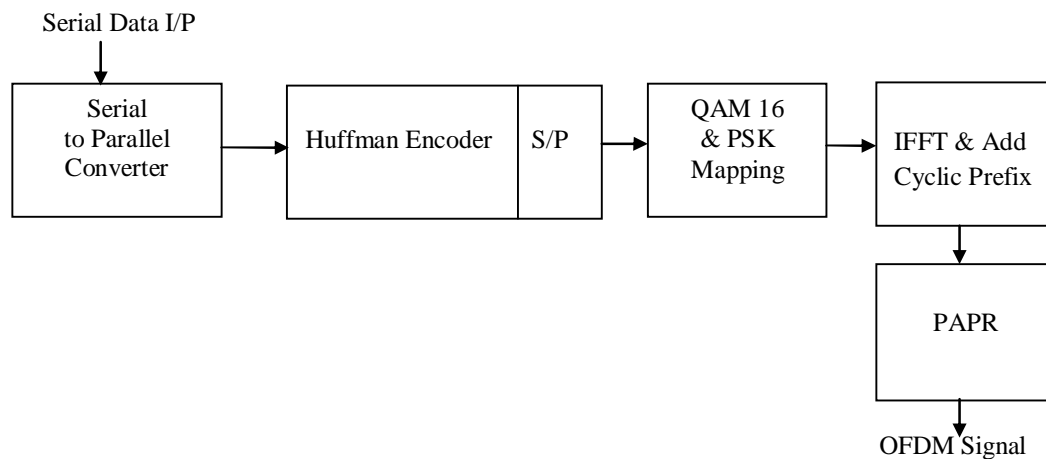 Serial Data I/P
Serial
to Parallel
Converter
Huffman Encoder
S/P
QAM 16
& PSK
Mapping
IFFT & Add
Cyclic Prefix
PAPR
OFDM Signal